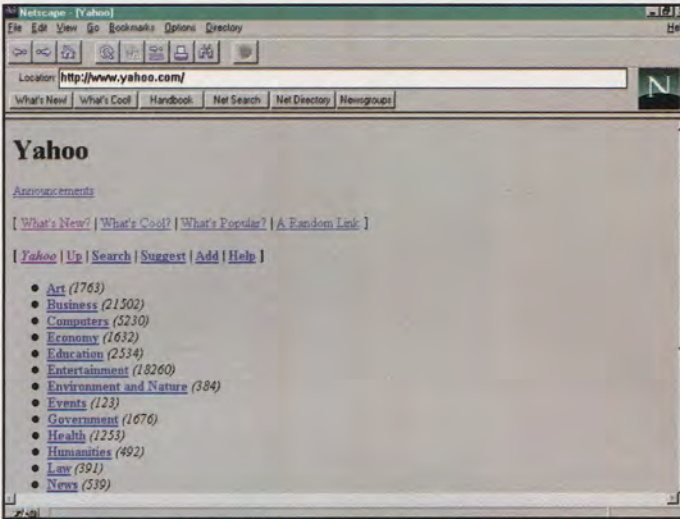 Netscape - [Yahoo]
File Edit View Go Bookmarks Options Directory
Location: http://www.yahoo.com/
N
What's New! What's Cool! Handbook Net Search Net Directory Newsgroups
Yahoo
Announcements
[ What's New? | What's Cool? | What's Popular? | A Random Link ]
[ Yahoo | Up | Search | Suggest | Add | Help ]
Art (1763)
Business (21502)
Computers (5230)
Economy (1632)
Education (2534)
Entertainment (18260)
Environment and Nature (384)
Events (123)
Government (1676)
Health (1253)
Humanities (492)
Law (391)
News (539)